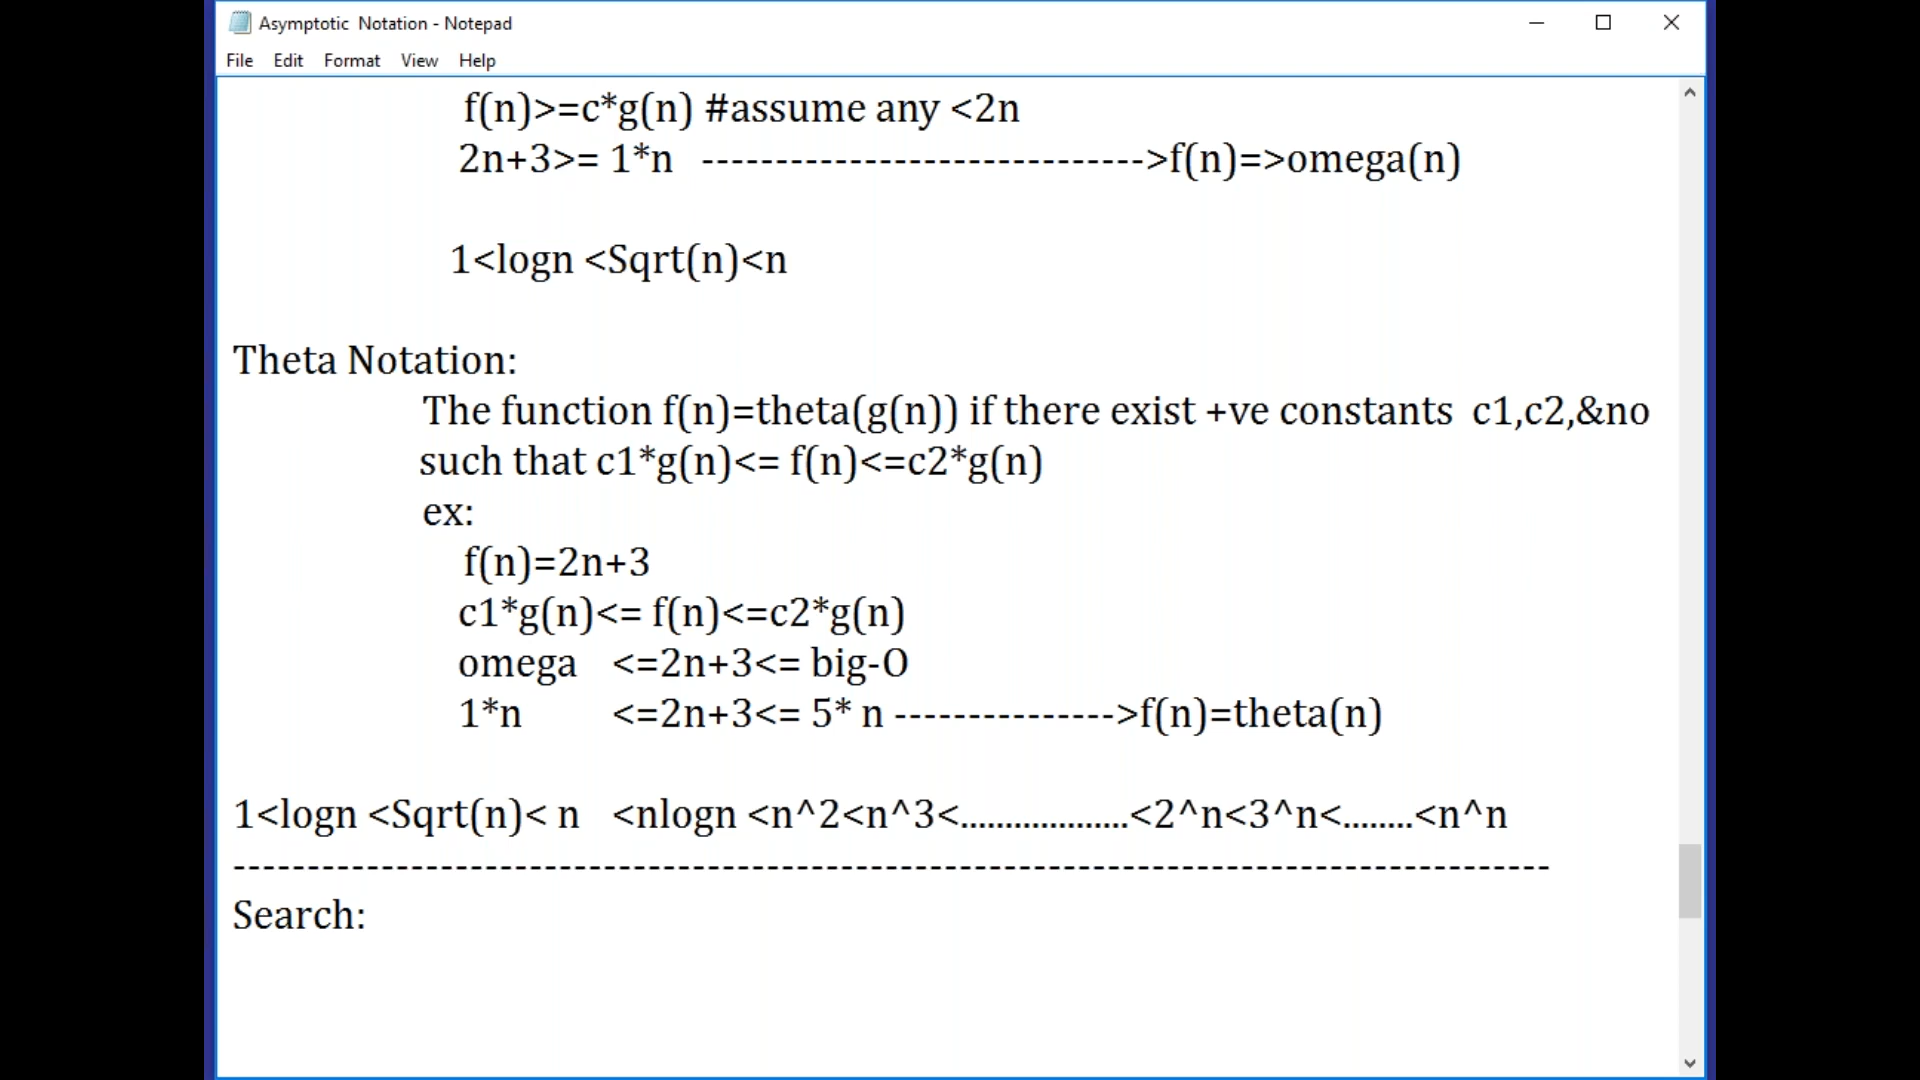 Asymptotic Notation - Notepad
File Edit Format View Help
f(n)>=c*g(n) #assume any <2n
2n+3>= 1*n ------------------------------>f(n)=>omega(n)
1<logn <Sqrt(n)<n
Theta Notation:
The function f(n)=theta(g(n)) if there exist +ve constants c1,c2,&no
such that c1*g(n)<= f(n)<=c2*g(n)
ex:
f(n)=2n+3
c1*g(n)<= f(n)<=c2*g(n)
omega <=2n+3<= big-O
1*n <=2n+3<= 5* n --------------->f(n)=theta(n)
1<logn <Sqrt(n)< n <nlogn <n^2<n^3<...................<2^n<3^n<........<n^n
------------------------------------------------------------------------------------------
Search: